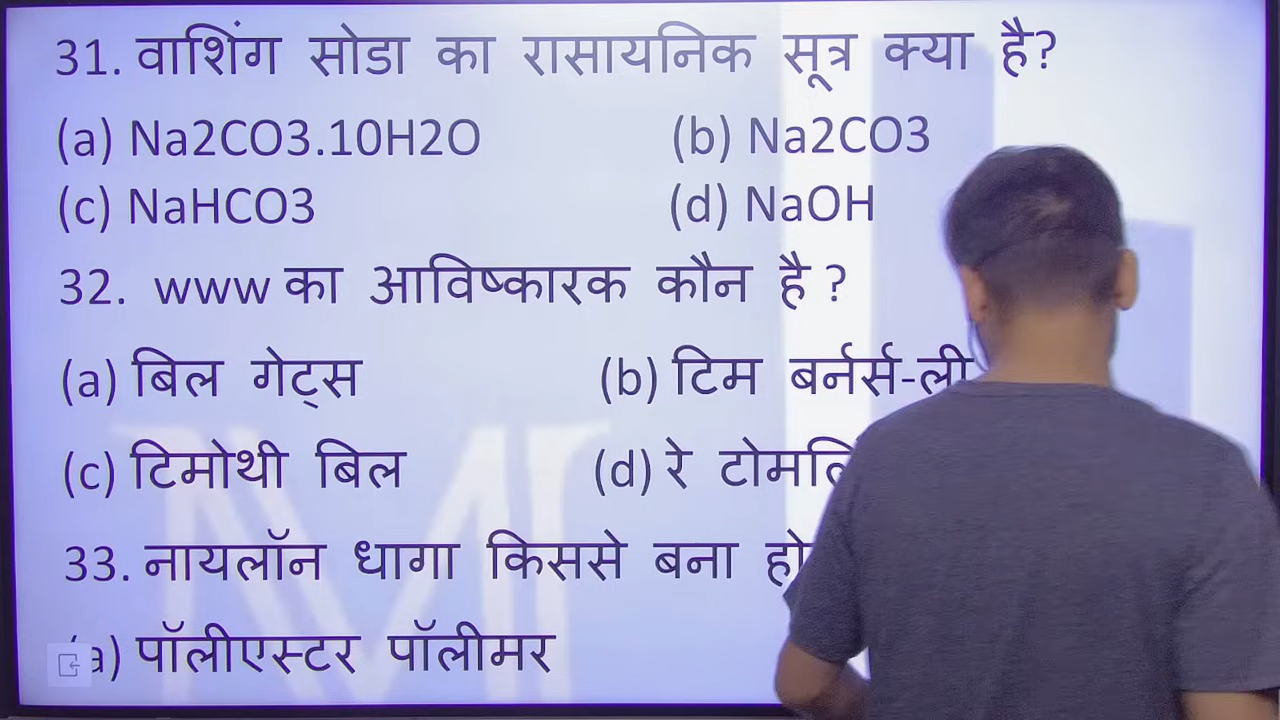 31. वाशिंग सोडा का रासायनिक सूत्र क्या है?
(a) Na2CO3.10H2O (b) Na2CO3
(c) NaHCO3 (d) NaOH
32. www का आविष्कारक कौन है ?
(a) बिल गेट्स (b) टिम बर्नर्स-ली
(c) टिमोथी बिल (d) रे
33. नायलॉन धागा किससे बना
a) पॉलीएस्टर पॉलीमर